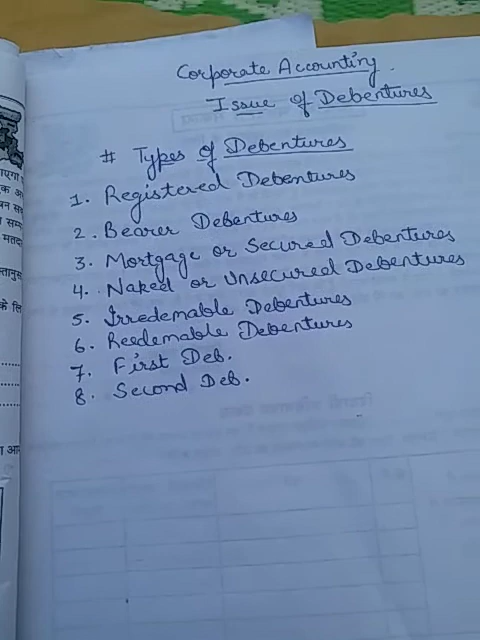 Corporate Accounting.
Issue of Debentures
# Types of Debentures
1. Registered Debentures
2. Bearer Debentures
3. Mortgage or Secured Debentures
4. Naked or Unsecured Debentures
5. Irredemable Debentures
6. Reedemable Debentures
7. First Deb.
8. Second Deb.